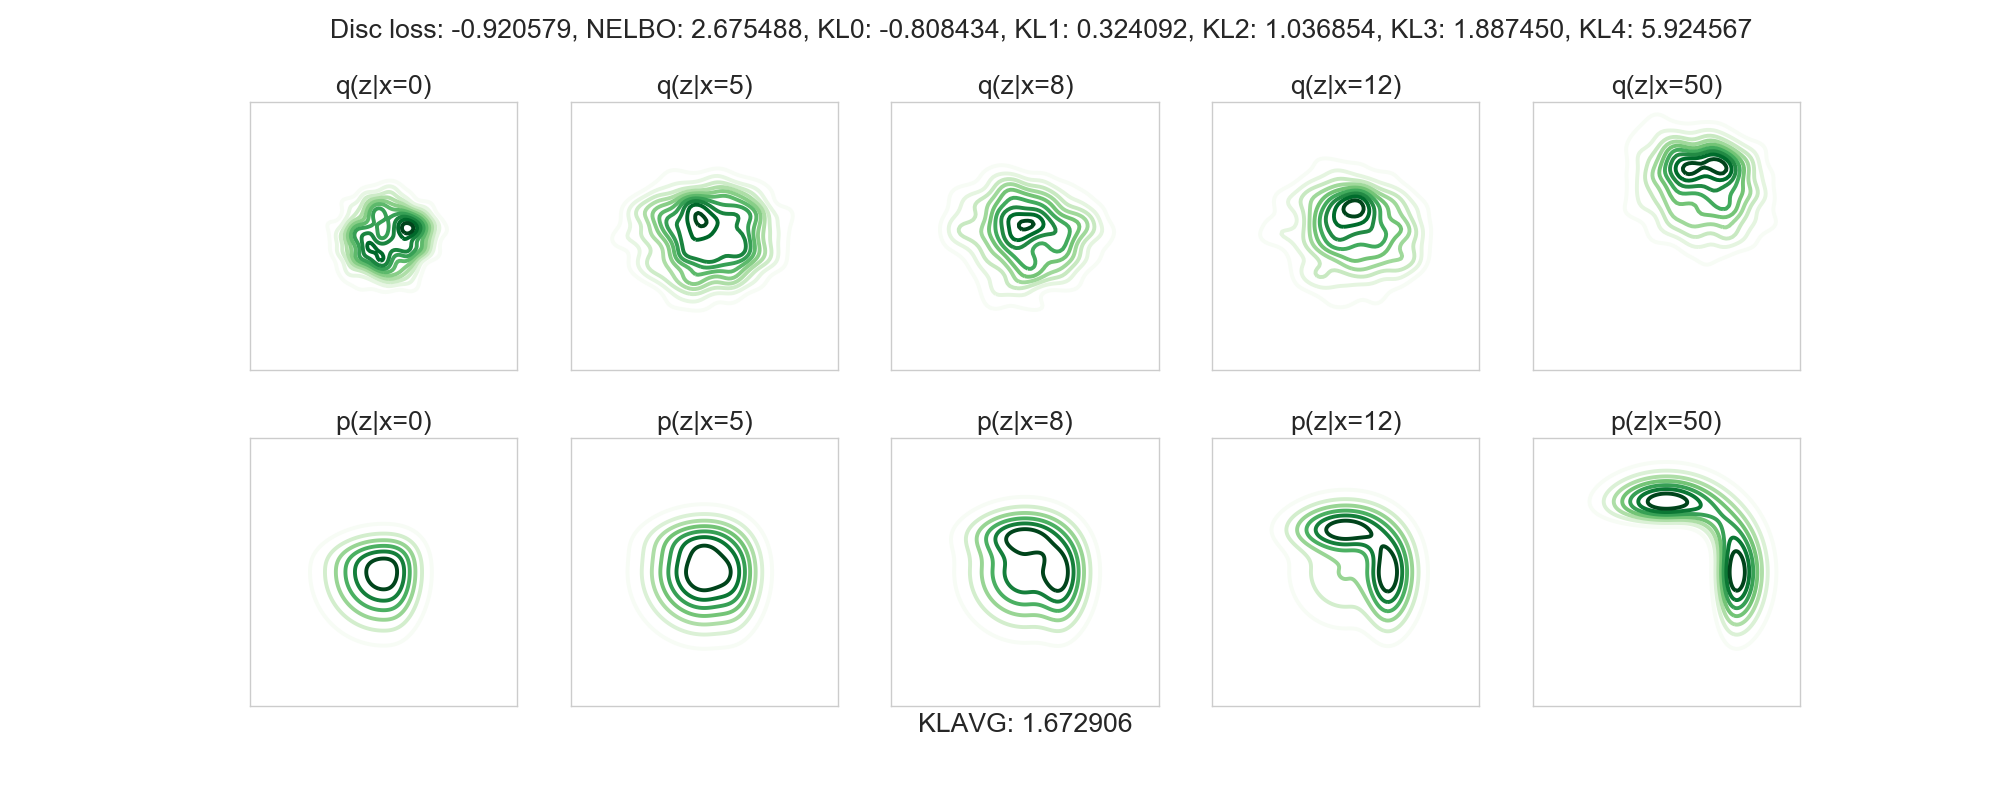 Disc loss: -0.920579, NELBO: 2.675488, KL0: -0.808434, KL1: 0.324092, KL2: 1.036854, KL3: 1.887450, KL4: 5.924567
q(z|x=0) q(z|x=5) q(z|x=8) q(z|x=12) q(z|x=50)
p(z|x=0) p(z|x=5) p(z|x=8) p(z|x=12) p(z|x=50)
KLAVG: 1.672906